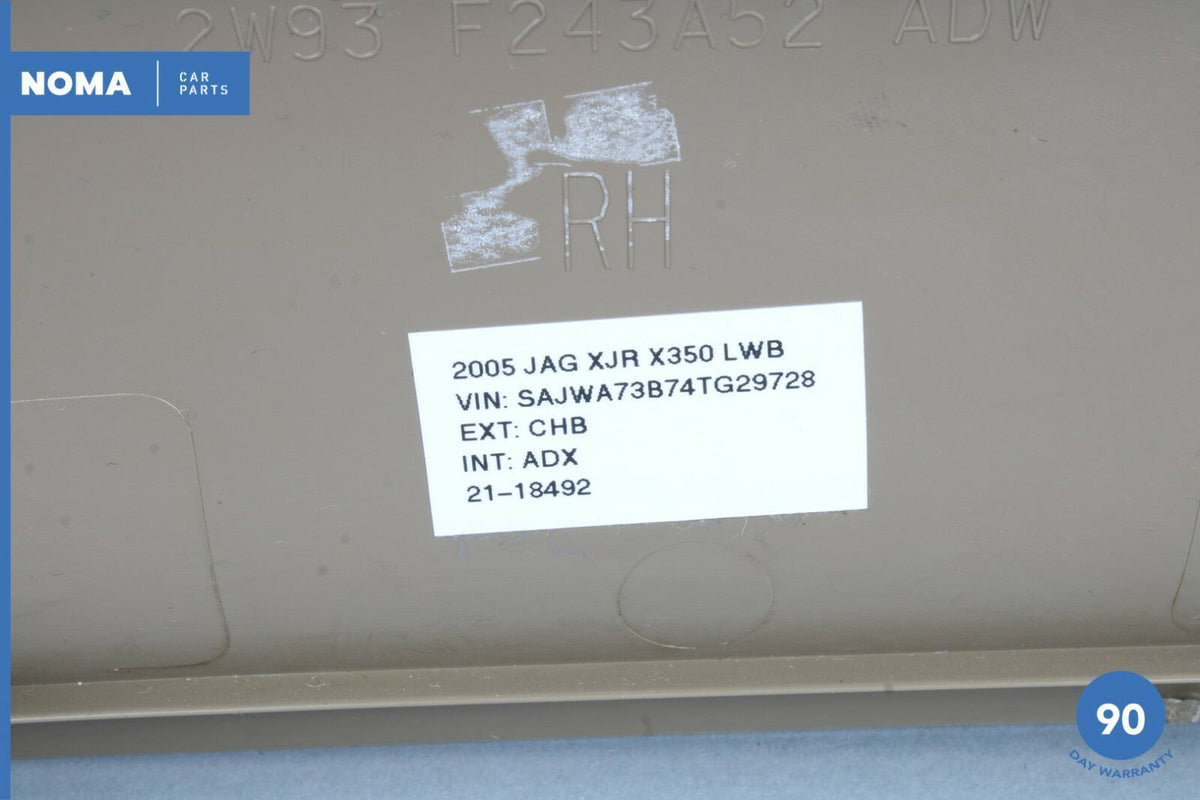 2W93 F243A52 ADW
NOMA
CAR
PARTS
RH
2005 JAG XJR X350 LWB
VIN: SAJWA73B74TG29728
EXT: CHB
INT: ADX
21-18492
90
DAY WARRANTY